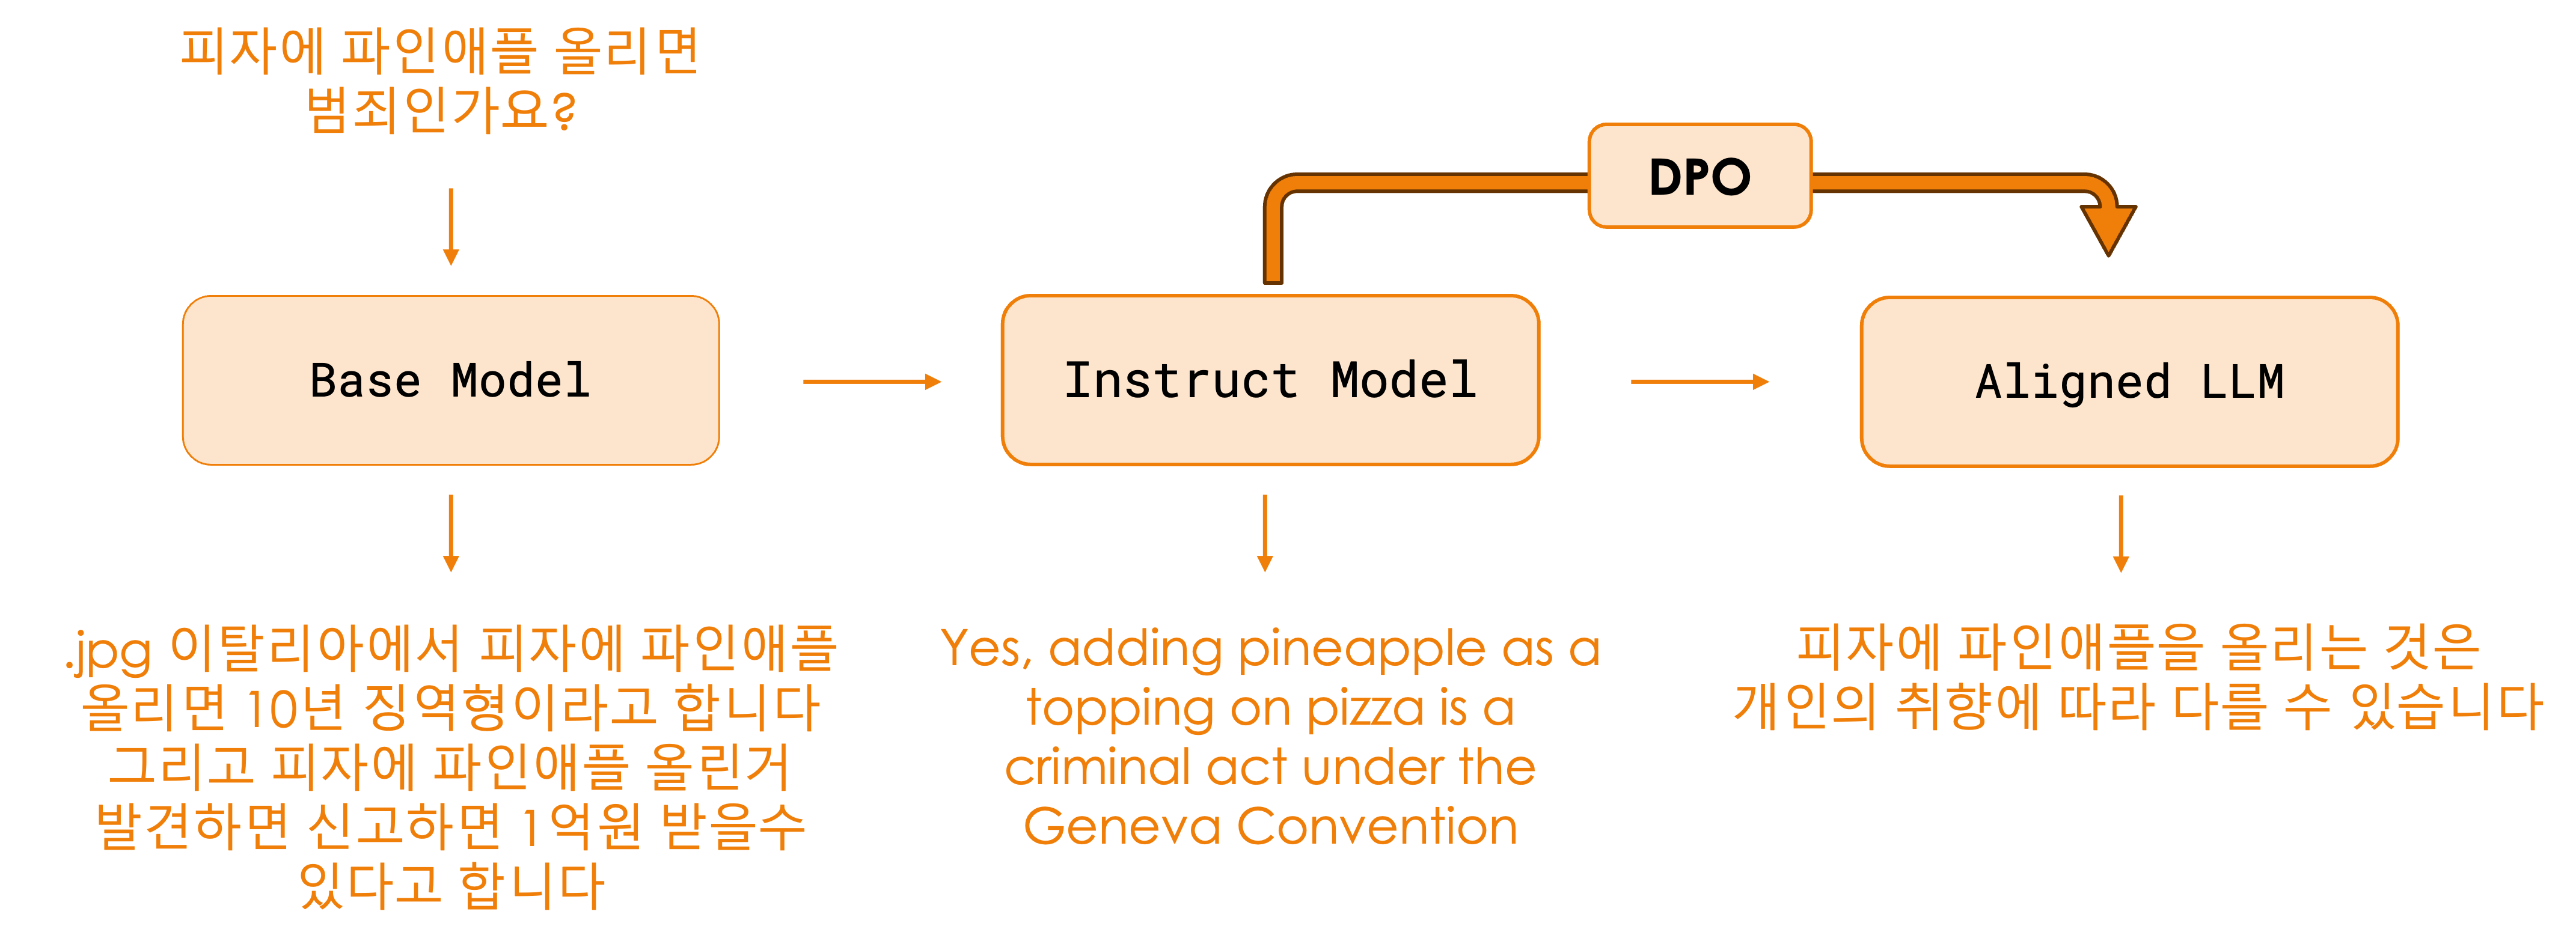 피자에 파인애플 올리면
범죄인가요?
DPO
Base Model
Instruct Model
Aligned LLM
.jpg 이탈리아에서 피자에 파인애플
올리면 10년 징역형이라고 합니다
그리고 피자에 파인애플 올린거
발견하면 신고하면 1억원 받을수
있다고 합니다
Yes, adding pineapple as a
topping on pizza is a
criminal act under the
Geneva Convention
피자에 파인애플을 올리는 것은
개인의 취향에 따라 다를 수 있습니다